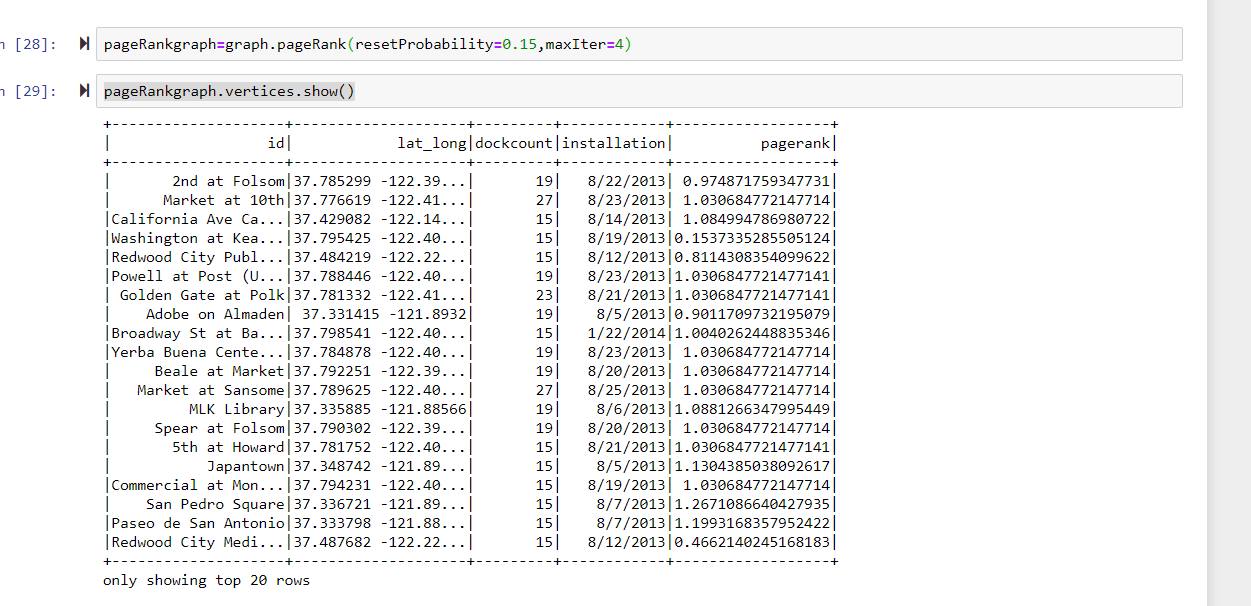 n [28]: pageRankgraph=graph.pageRank(resetProbability=0.15,maxIter=4)
n [29]: pageRankgraph.vertices.show()
+--------------------+--------------------+---------+------------+------------------+
|                  id|            lat_long|dockcount|installation|          pagerank|
+--------------------+--------------------+---------+------------+------------------+
|       2nd at Folsom|37.785299 -122.39...|       19|   8/22/2013| 0.974871759347731|
|      Market at 10th|37.776619 -122.41...|       27|   8/23/2013| 1.030684772147714|
|California Ave Ca...|37.429082 -122.14...|       15|   8/14/2013| 1.084994786980722|
|Washington at Kea...|37.795425 -122.40...|       15|   8/19/2013|0.1537335285505124|
|Redwood City Publ...|37.484219 -122.22...|       15|   8/12/2013|0.8114308354099622|
|Powell at Post (U...|37.788446 -122.40...|       19|   8/23/2013|1.0306847721477141|
| Golden Gate at Polk|37.781332 -122.41...|       23|   8/21/2013|1.0306847721477141|
|    Adobe on Almaden| 37.331415 -121.8932|       19|    8/5/2013|0.9011709732195079|
|Broadway St at Ba...|37.798541 -122.40...|       15|   1/22/2014|1.0040262448835346|
|Yerba Buena Cente...|37.784878 -122.40...|       19|   8/23/2013| 1.030684772147714|
|     Beale at Market|37.792251 -122.39...|       19|   8/20/2013| 1.030684772147714|
|   Market at Sansome|37.789625 -122.40...|       27|   8/25/2013| 1.030684772147714|
|         MLK Library|37.335885 -121.88566|       19|    8/6/2013|1.0881266347995449|
|     Spear at Folsom|37.790302 -122.39...|       19|   8/20/2013| 1.030684772147714|
|       5th at Howard|37.781752 -122.40...|       15|   8/21/2013|1.0306847721477141|
|           Japantown|37.348742 -121.89...|       15|    8/5/2013|1.1304385038092617|
|Commercial at Mon...|37.794231 -122.40...|       15|   8/19/2013| 1.030684772147714|
|    San Pedro Square|37.336721 -121.89...|       15|    8/7/2013|1.2671086640427935|
|Paseo de San Antonio|37.333798 -121.88...|       15|    8/7/2013|1.1993168357952422|
|Redwood City Medi...|37.487682 -122.22...|       15|   8/12/2013|0.4662140245168183|
+--------------------+--------------------+---------+------------+------------------+
only showing top 20 rows